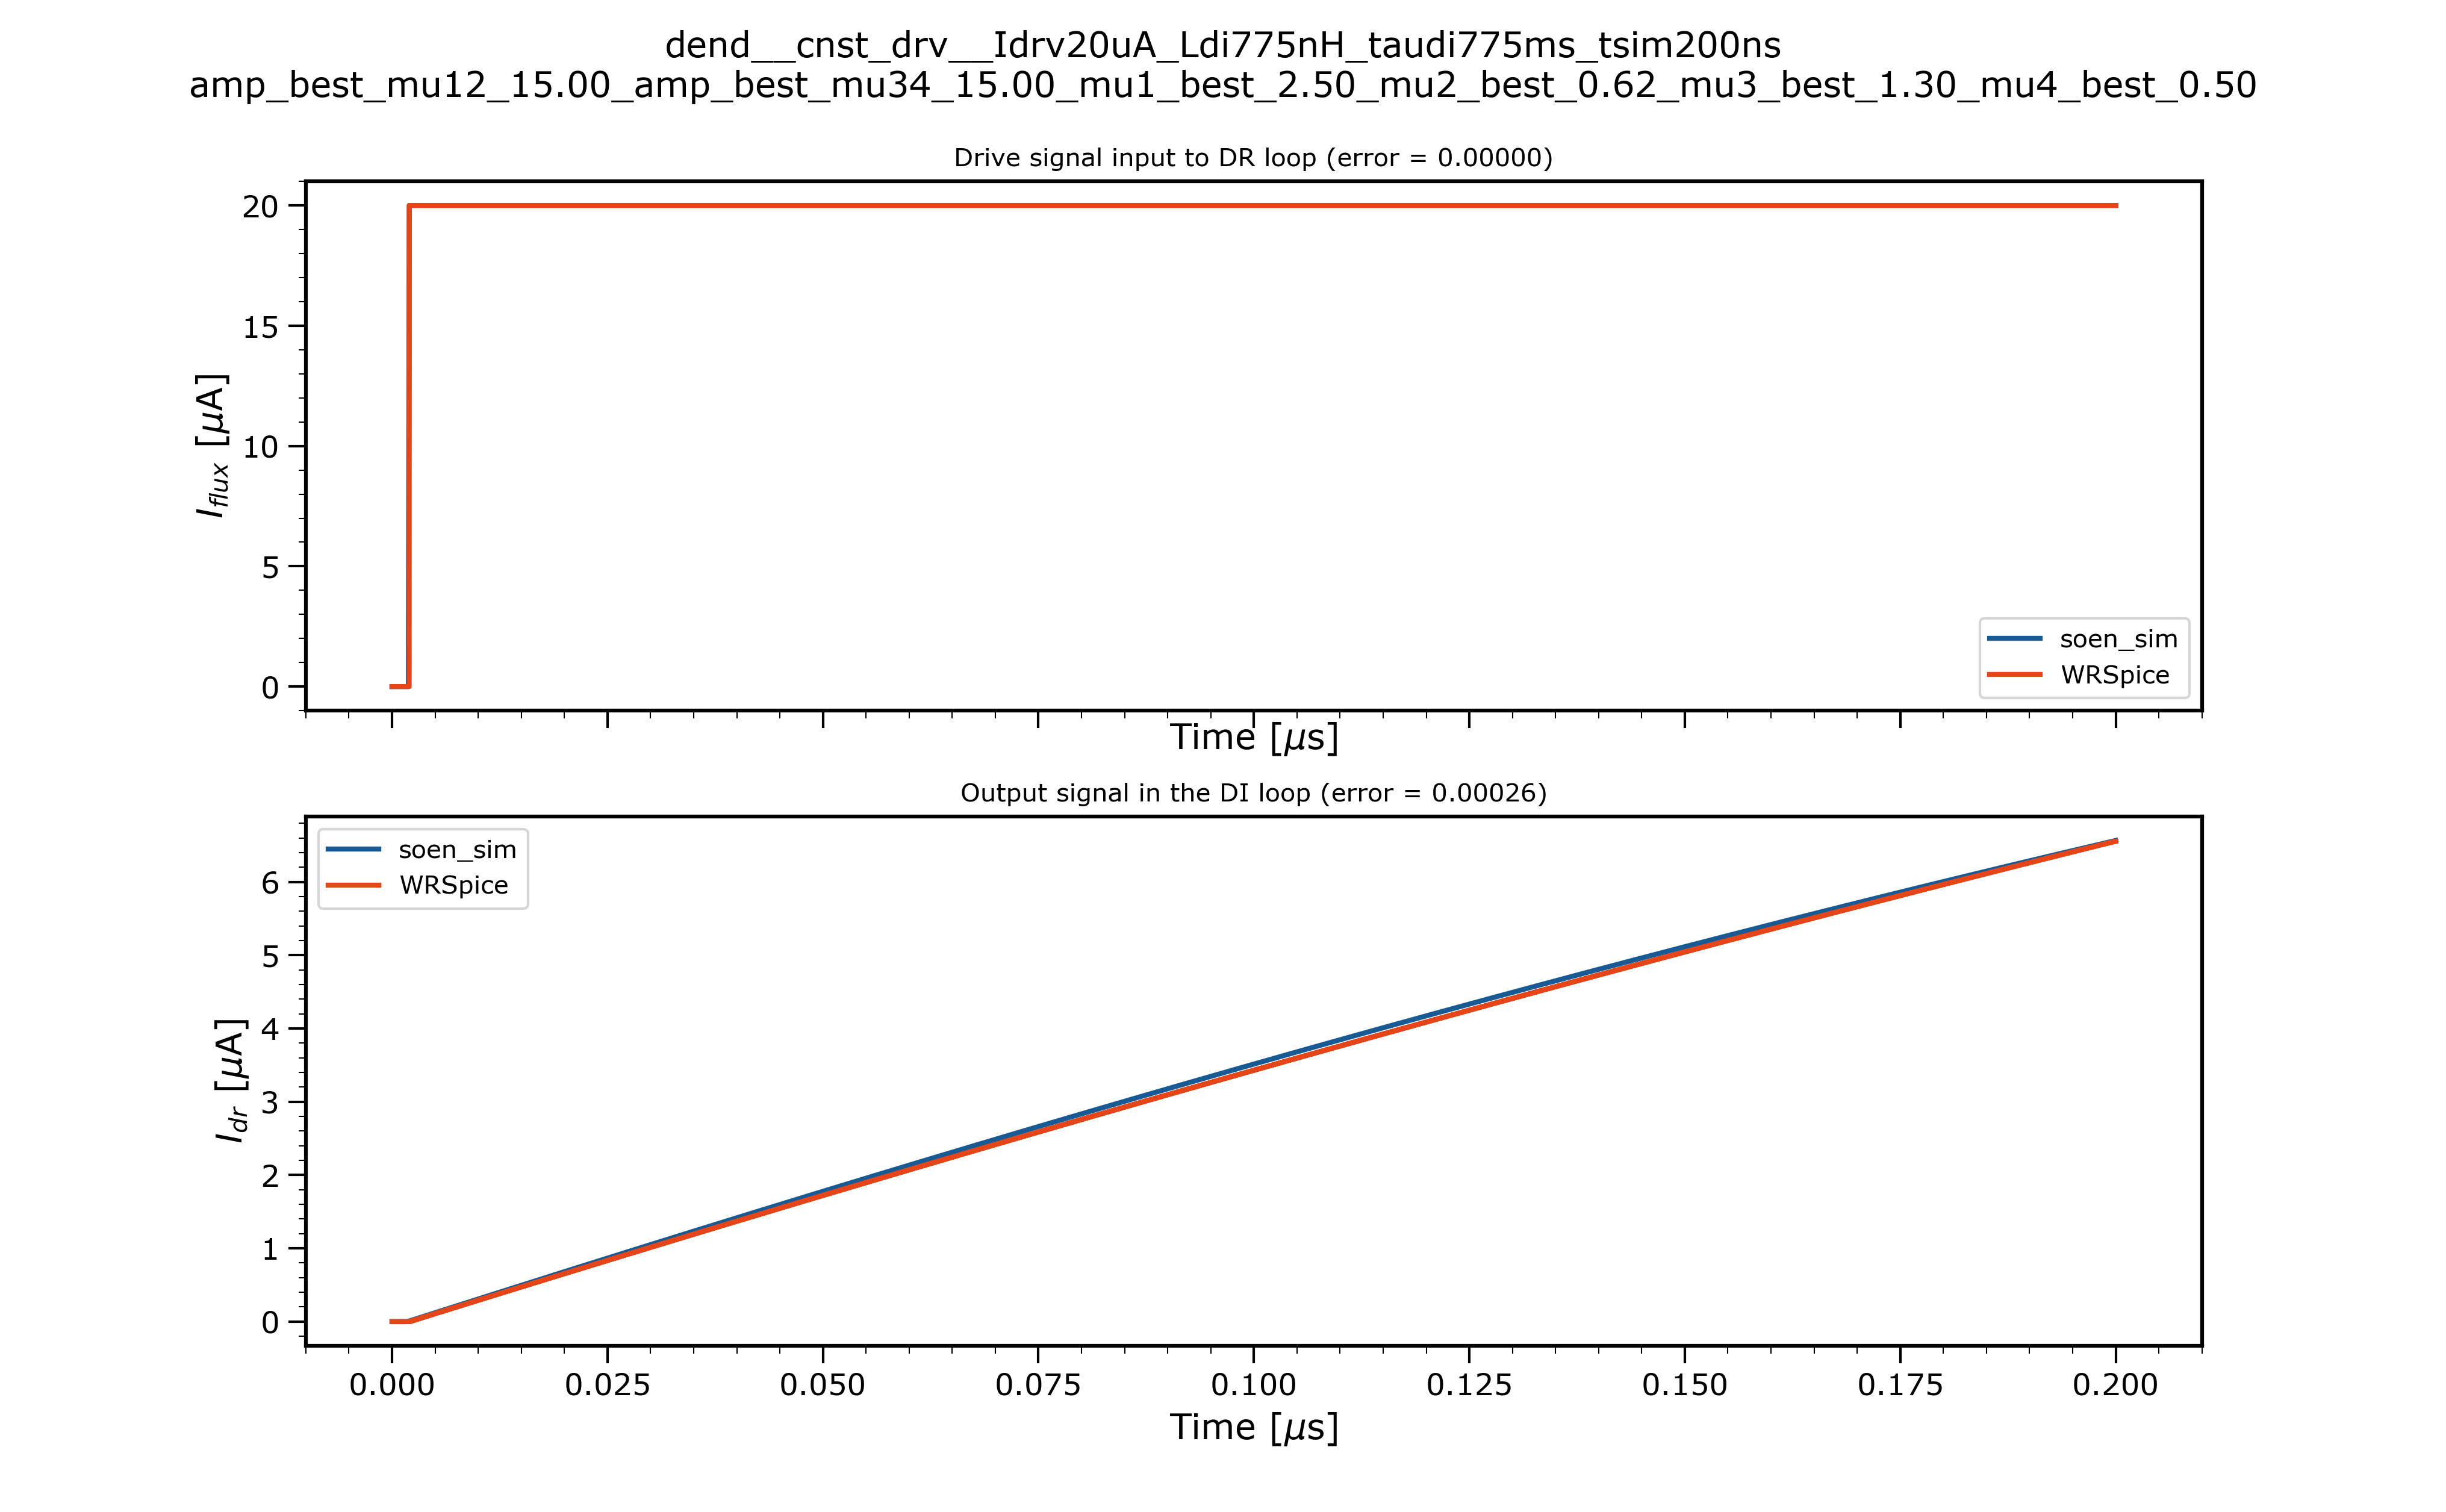 dend__cnst_drv__Idrv20uA_Ldi775nH_taudi775ms_tsim200ns
amp_best_mu12_15.00_amp_best_mu34_15.00_mu1_best_2.50_mu2_best_0.62_mu3_best_1.30_mu4_best_0.50
Drive signal input to DR loop (error = 0.00000)
20
15
10
5
0
I_flux [μA]
soen_sim
WRSpice
Time [μs]
Output signal in the DI loop (error = 0.00026)
soen_sim
WRSpice
6
5
4
3
2
1
0
I_dr [μA]
0.000 0.025 0.050 0.075 0.100 0.125 0.150 0.175 0.200
Time [μs]